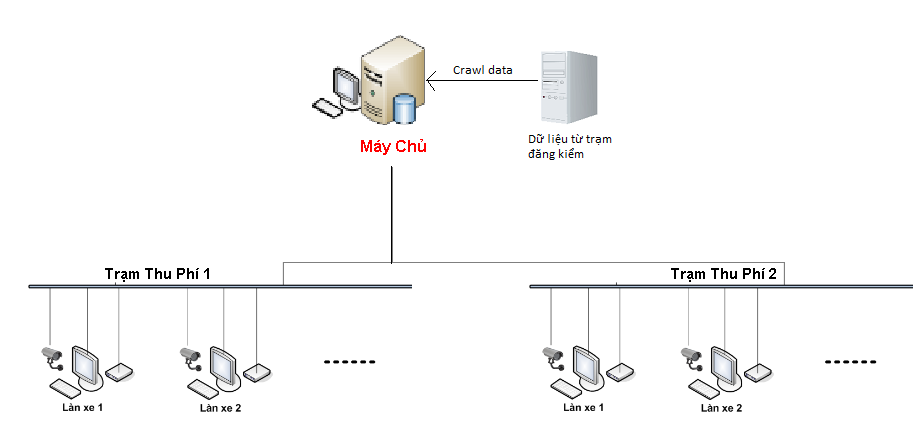 Crawl data
Máy Chủ
Dữ liệu từ trạm
đăng kiểm
Trạm Thu Phí 1
Trạm Thu Phí 2
......
......
Làn xe 1
Làn xe 2
Làn xe 1
Làn xe 2